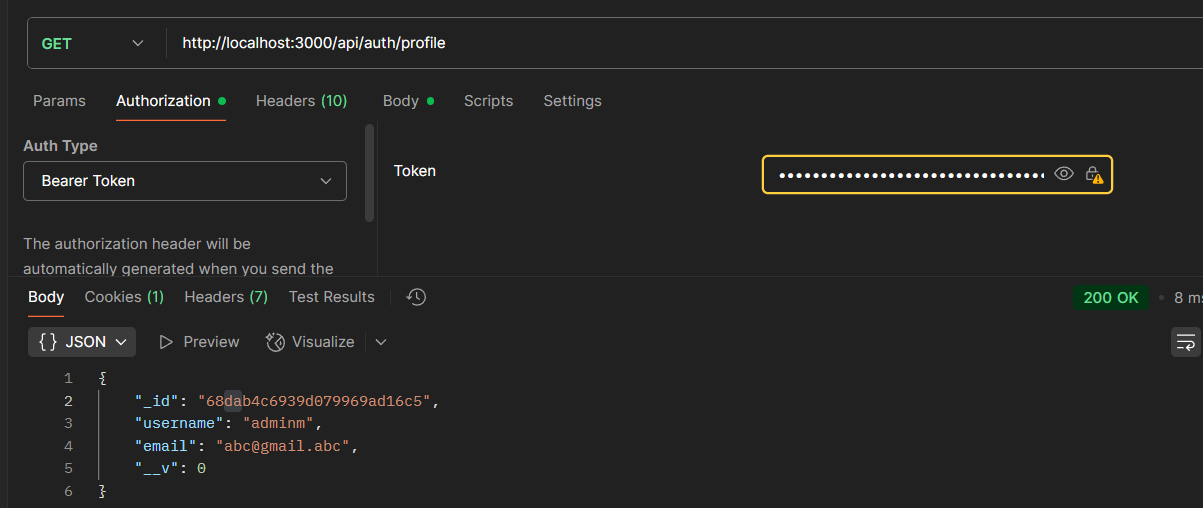 GET http://localhost:3000/api/auth/profile
Params Authorization Headers (10) Body Scripts Settings
Auth Type
Bearer Token
Token ••••••••••••••••••••••••••••••••
The authorization header will be
automatically generated when you send the
Body Cookies (1) Headers (7) Test Results 200 OK • 8 ms
{} JSON Preview Visualize
1 {
2 "_id": "68dab4c6939d079969ad16c5",
3 "username": "adminm",
4 "email": "abc@gmail.abc",
5 "__v": 0
6 }